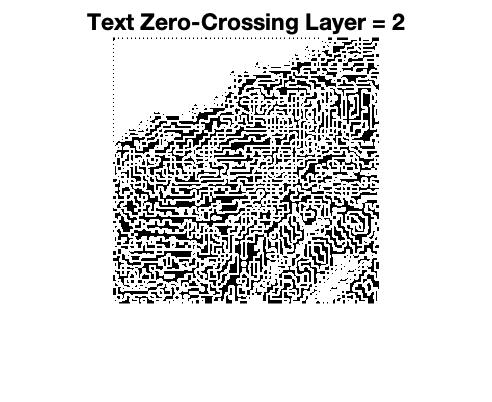 Text Zero-Crossing Layer = 2